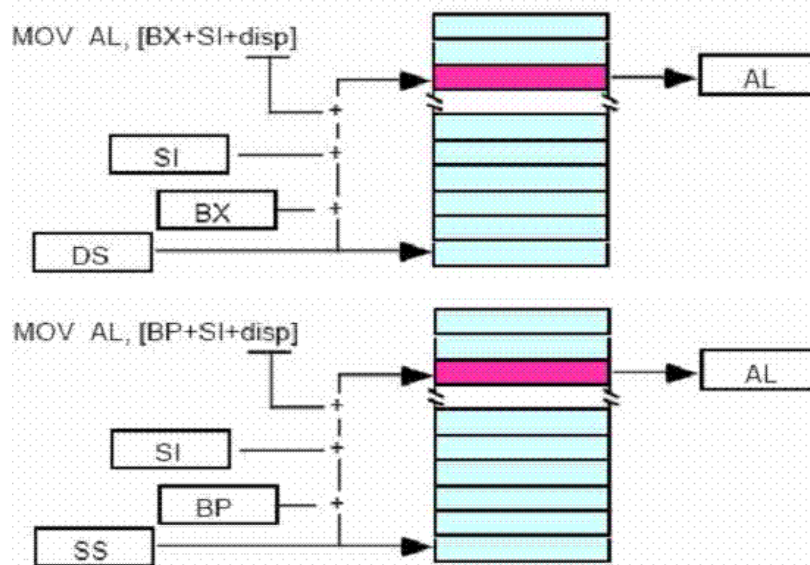 MOV AL, [BX+SI+disp]
AL
+
SI
+
BX
+
DS
MOV AL, [BP+SI+disp]
AL
+
SI
+
BP
+
SS